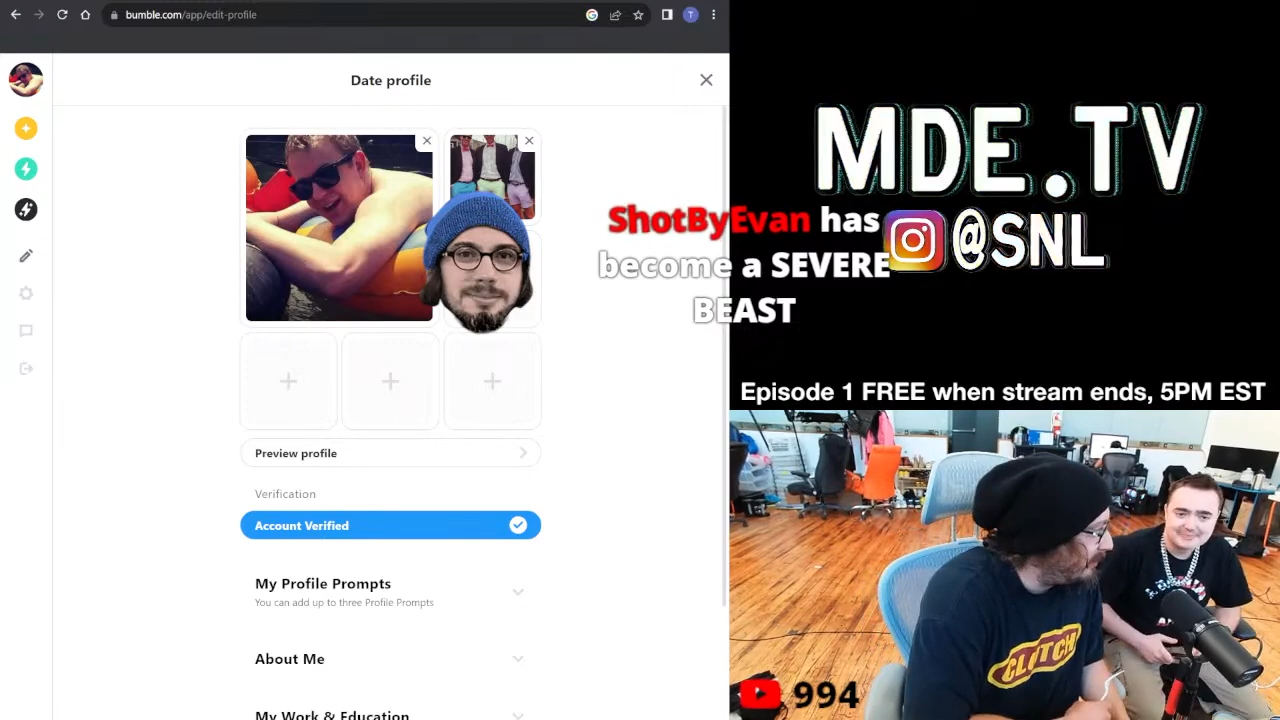 bumble.com/app/edit-profile
T
Date profile
Preview profile
Verification
Account Verified
My Profile Prompts
You can add up to three Profile Prompts
About Me
My Work & Education
ShotByEvan has
become a SEVERE
BEAST
MDE.TV
@SNL
Episode 1 FREE when stream ends, 5PM EST
CLUTCH
994